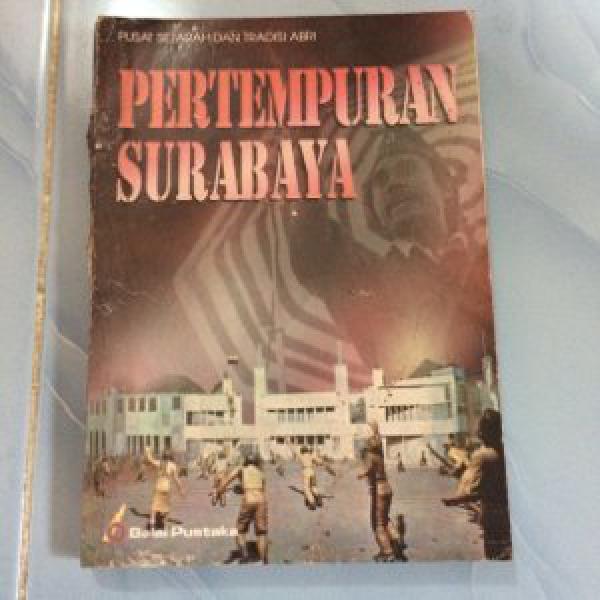 PUSAT SEJARAH DAN TRADISI ABRI
PERTEMPURAN
SURABAYA
Balai Pustaka